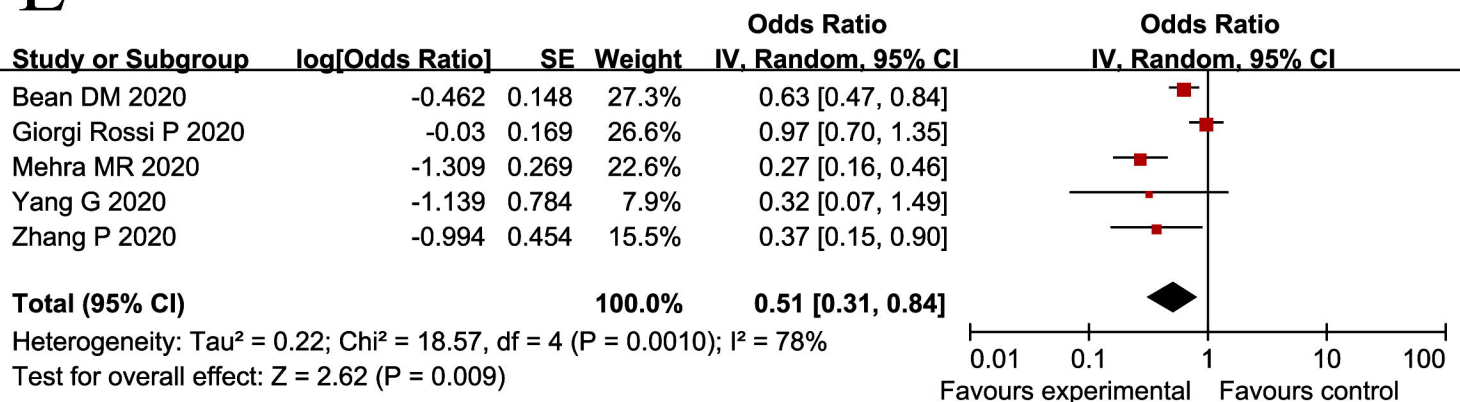 Odds Ratio Odds Ratio
Study or Subgroup log[Odds Ratio] SE Weight IV, Random, 95% CI IV, Random, 95% CI
Bean DM 2020 -0.462 0.148 27.3% 0.63 [0.47, 0.84]
Giorgi Rossi P 2020 -0.03 0.169 26.6% 0.97 [0.70, 1.35]
Mehra MR 2020 -1.309 0.269 22.6% 0.27 [0.16, 0.46]
Yang G 2020 -1.139 0.784 7.9% 0.32 [0.07, 1.49]
Zhang P 2020 -0.994 0.454 15.5% 0.37 [0.15, 0.90]
Total (95% CI) 100.0% 0.51 [0.31, 0.84]
Heterogeneity: Tau² = 0.22; Chi² = 18.57, df = 4 (P = 0.0010); I² = 78%
Test for overall effect: Z = 2.62 (P = 0.009)
0.01 0.1 1 10 100
Favours experimental Favours control